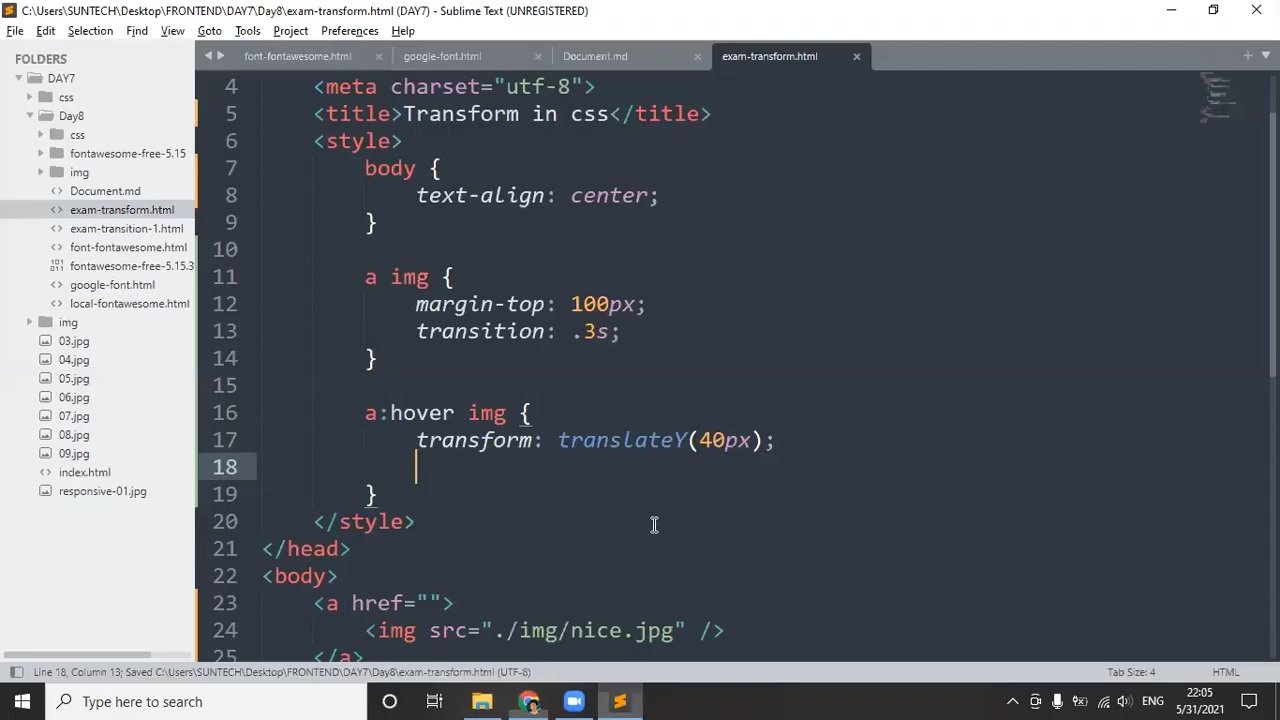 C:\Users\SUNTECH\Desktop\FRONTEND\DAY7\Day8\exam-transform.html (DAY7) - Sublime Text (UNREGISTERED)
File Edit Selection Find View Goto Tools Project Preferences Help
FOLDERS
DAY7
css
Day8
css
fontawesome-free-5.15
img
Document.md
exam-transform.html
exam-transition-1.html
font-fontawesome.html
fontawesome-free-5.15.3
google-font.html
local-fontawesome.html
img
03.jpg
04.jpg
05.jpg
06.jpg
07.jpg
08.jpg
09.jpg
index.html
responsive-01.jpg
font-fontawesome.html google-font.html Document.md exam-transform.html
4 <meta charset="utf-8">
5 <title>Transform in css</title>
6 <style>
7 body {
8 text-align: center;
9 }
10
11 a img {
12 margin-top: 100px;
13 transition: .3s;
14 }
15
16 a:hover img {
17 transform: translateY(40px);
18
19 }
20 </style>
21 </head>
22 <body>
23 <a href="">
24 <img src="./img/nice.jpg" />
25 </a>
Line 18, Column 13; Saved C:\Users\SUNTECH\Desktop\FRONTEND\DAY7\Day8\exam-transform.html (UTF-8) Tab Size: 4 HTML
Type here to search
ENG
22:05
5/31/2021